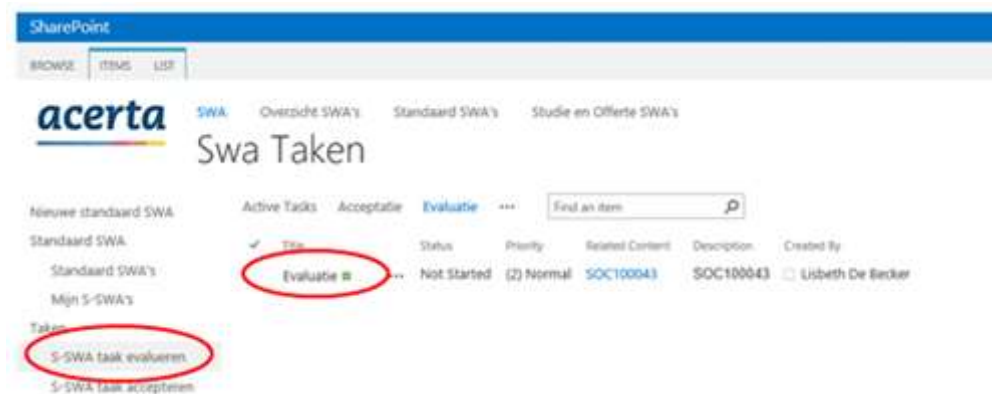 SharePoint
BROWSE ITEMS LIST
acerta
SWA Overzicht SWA's Standaard SWA's Studie en Offerte SWA's
Swa Taken
Nieuwe standaard SWA
Active Tasks Acceptatie Evaluatie ••• Find an item
Standaard SWA
✓ Title Status Priority Related Content Description Created By
Standaard SWA's
Evaluatie ••• Not Started (2) Normal SOC100043 SOC100043 Lisbeth De Becker
Mijn S-SWA's
Taken
S-SWA taak evalueren
S-SWA taak accepteren